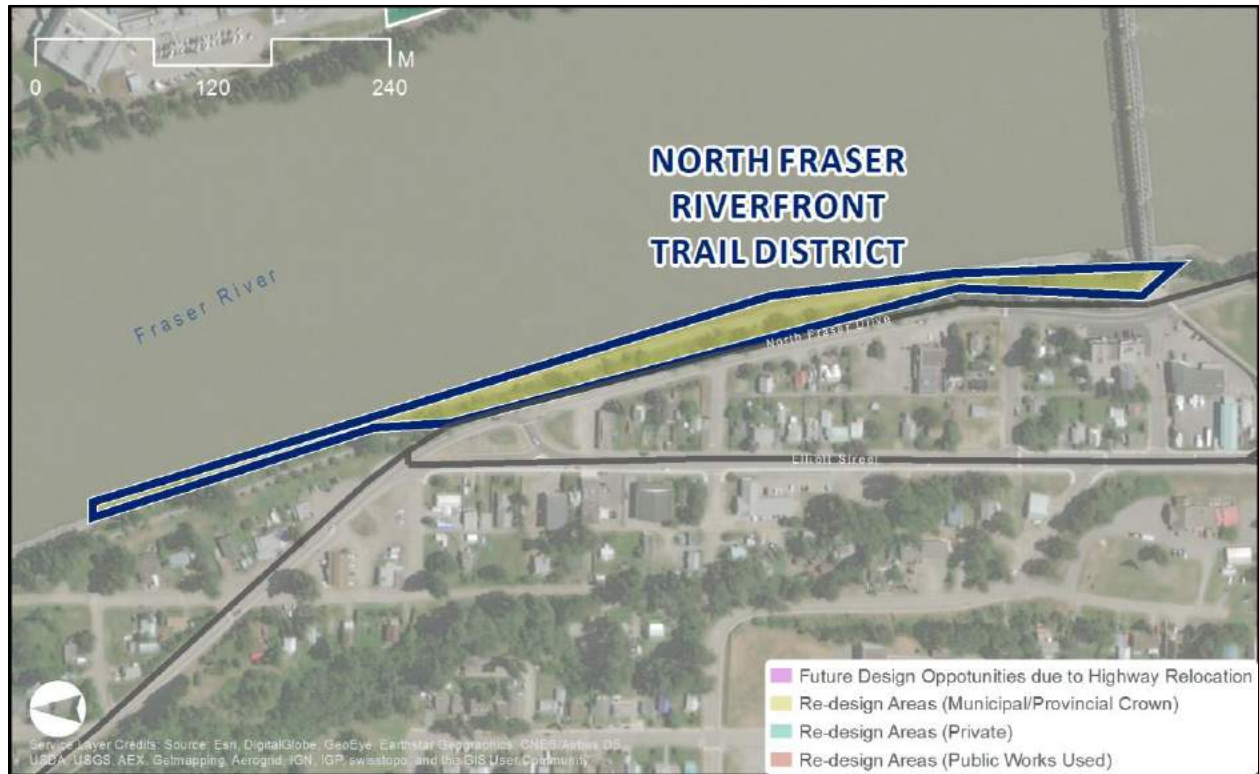 M
0 120 240
NORTH FRASER
RIVERFRONT
TRAIL DISTRICT
Fraser River
North Fraser Drive
Elliott Street
Future Design Oppotunities due to Highway Relocation
Re-design Areas (Municipal/Provincial Crown)
Re-design Areas (Private)
Re-design Areas (Public Works Used)
Service Layer Credits: Source: Esri, DigitalGlobe, GeoEye, Earthstar Geographics, CNES/Airbus DS,
USDA, USGS, AEX, Getmapping, Aerogrid, IGN, IGP, swisstopo, and the GIS User Community